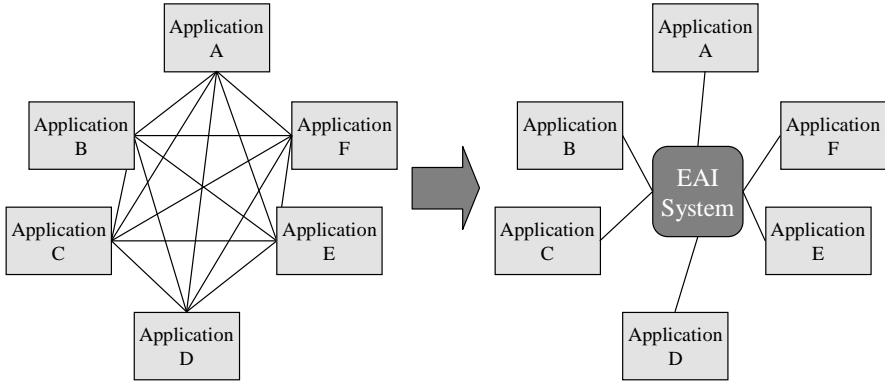 Application
A
Application
B
Application
F
Application
C
Application
E
Application
D
Application
A
Application
B
Application
F
EAI
System
Application
C
Application
E
Application
D